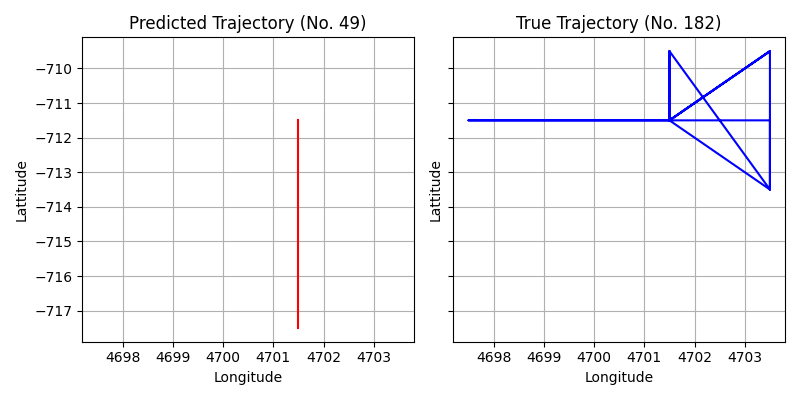 Predicted Trajectory (No. 49)
True Trajectory (No. 182)
Lattitude
−710
−711
−712
−713
−714
−715
−716
−717
4698 4699 4700 4701 4702 4703
Longitude
Lattitude
4698 4699 4700 4701 4702 4703
Longitude